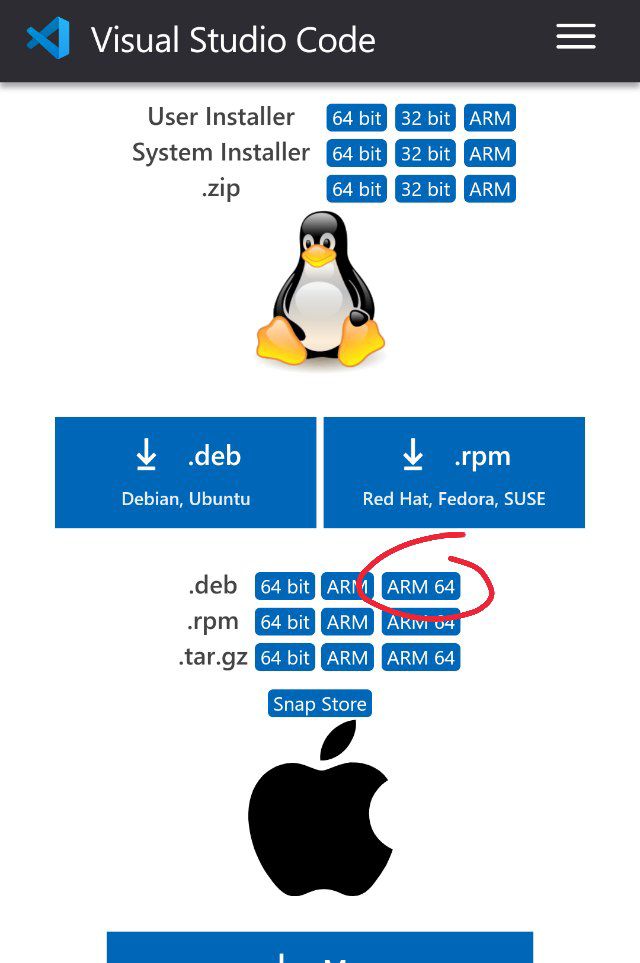 Visual Studio Code
User Installer 64 bit 32 bit ARM
System Installer 64 bit 32 bit ARM
.zip 64 bit 32 bit ARM
.deb
Debian, Ubuntu
.rpm
Red Hat, Fedora, SUSE
.deb 64 bit ARM ARM 64
.rpm 64 bit ARM ARM 64
.tar.gz 64 bit ARM ARM 64
Snap Store